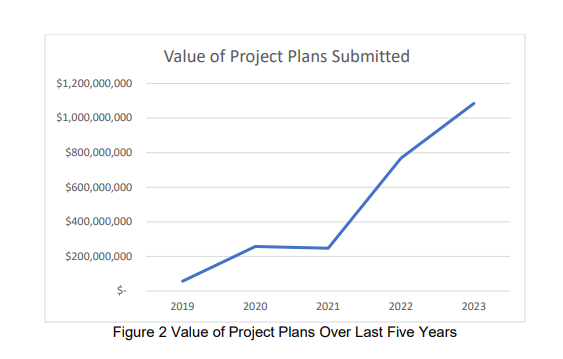 Value of Project Plans Submitted
$1,200,000,000
$1,000,000,000
$800,000,000
$600,000,000
$400,000,000
$200,000,000
$-
2019 2020 2021 2022 2023
Figure 2 Value of Project Plans Over Last Five Years